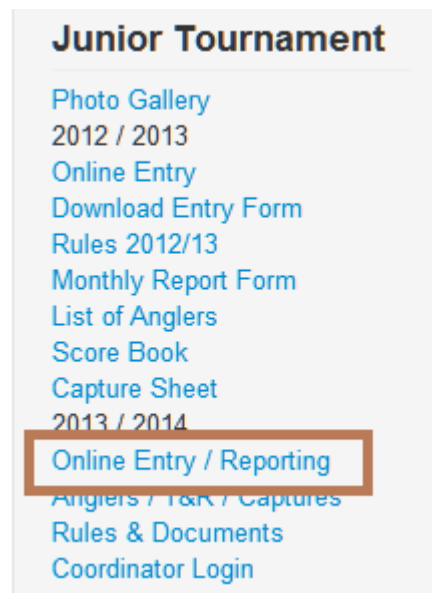 Junior Tournament
Photo Gallery
2012 / 2013
Online Entry
Download Entry Form
Rules 2012/13
Monthly Report Form
List of Anglers
Score Book
Capture Sheet
2013 / 2014
Online Entry / Reporting
Anglers / T&R / Captures
Rules & Documents
Coordinator Login